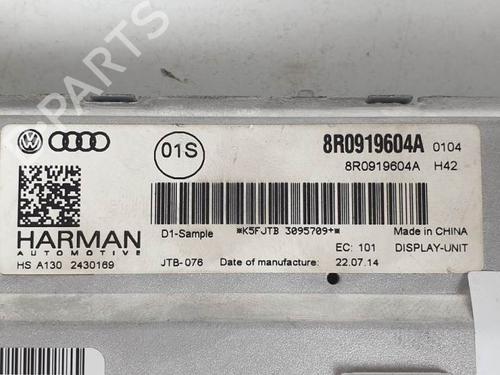 01S
8R0919604A 0104
8R0919604A H42
D1-Sample *K5FJTB 3095709+* Made in CHINA
HARMAN
AUTOMOTIVE
EC: 101 DISPLAY-UNIT
HS A130 2430169 JTB-076 Date of manufacture: 22.07.14
B-PARTS